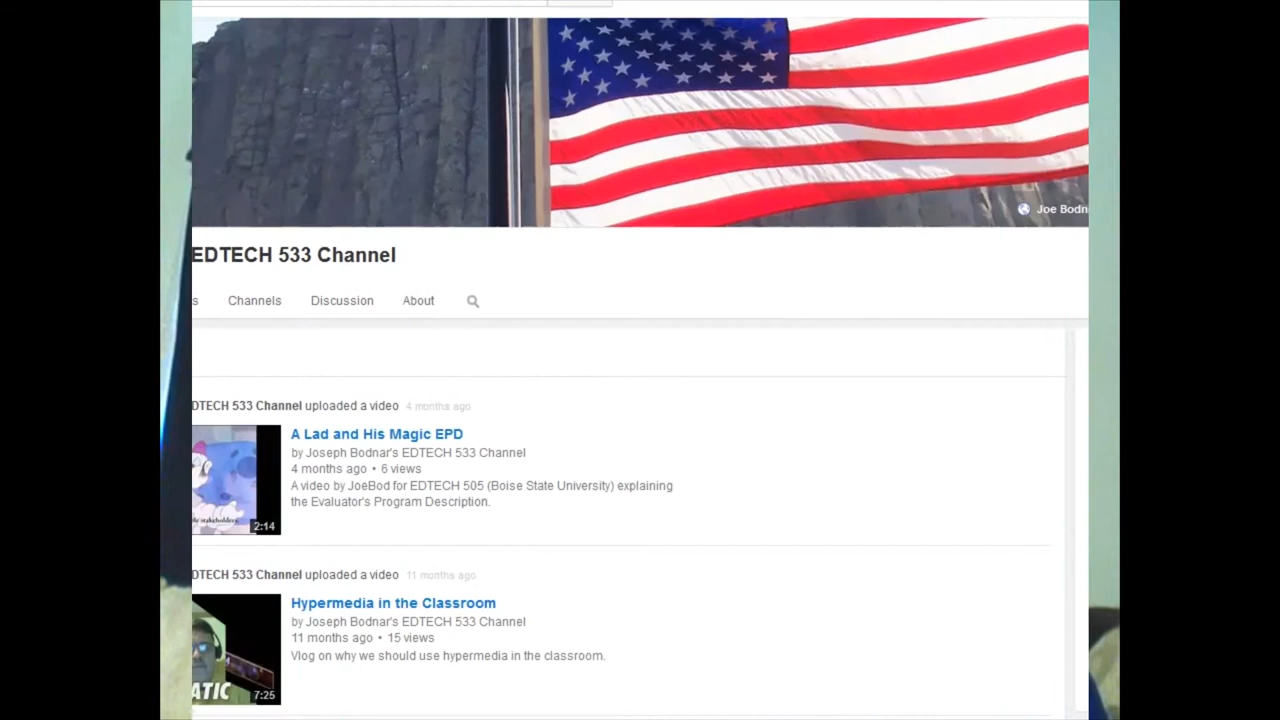 Joe Bodn
EDTECH 533 Channel
s Channels Discussion About
DTECH 533 Channel uploaded a video 4 months ago
A Lad and His Magic EPD
by Joseph Bodnar's EDTECH 533 Channel
4 months ago • 6 views
A video by JoeBod for EDTECH 505 (Boise State University) explaining
the Evaluator's Program Description.
stakeholders
2:14
DTECH 533 Channel uploaded a video 11 months ago
Hypermedia in the Classroom
by Joseph Bodnar's EDTECH 533 Channel
11 months ago • 15 views
Vlog on why we should use hypermedia in the classroom.
ATIC
7:25